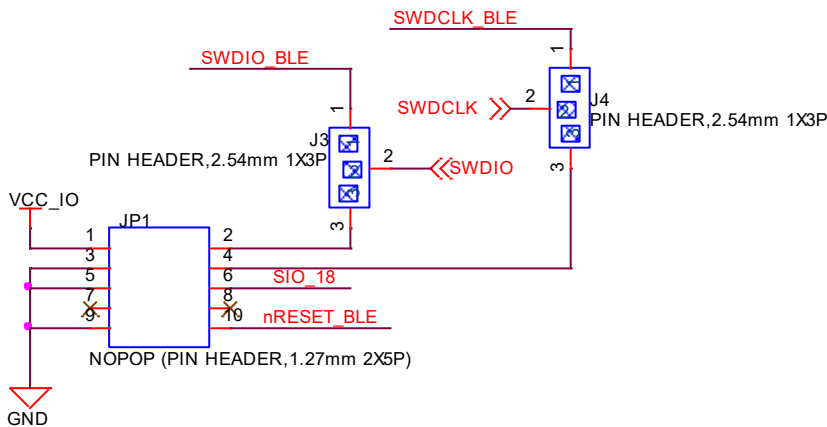 SWDCLK_BLE
SWDIO_BLE
1
1
2
SWDCLK
J4
PIN HEADER,2.54mm 1X3P
J3
PIN HEADER,2.54mm 1X3P
2
SWDIO
3
3
VCC_IO
JP1
1
2
3
4
5
6
SIO_18
7
8
9
10
nRESET_BLE
NOPOP (PIN HEADER,1.27mm 2X5P)
GND